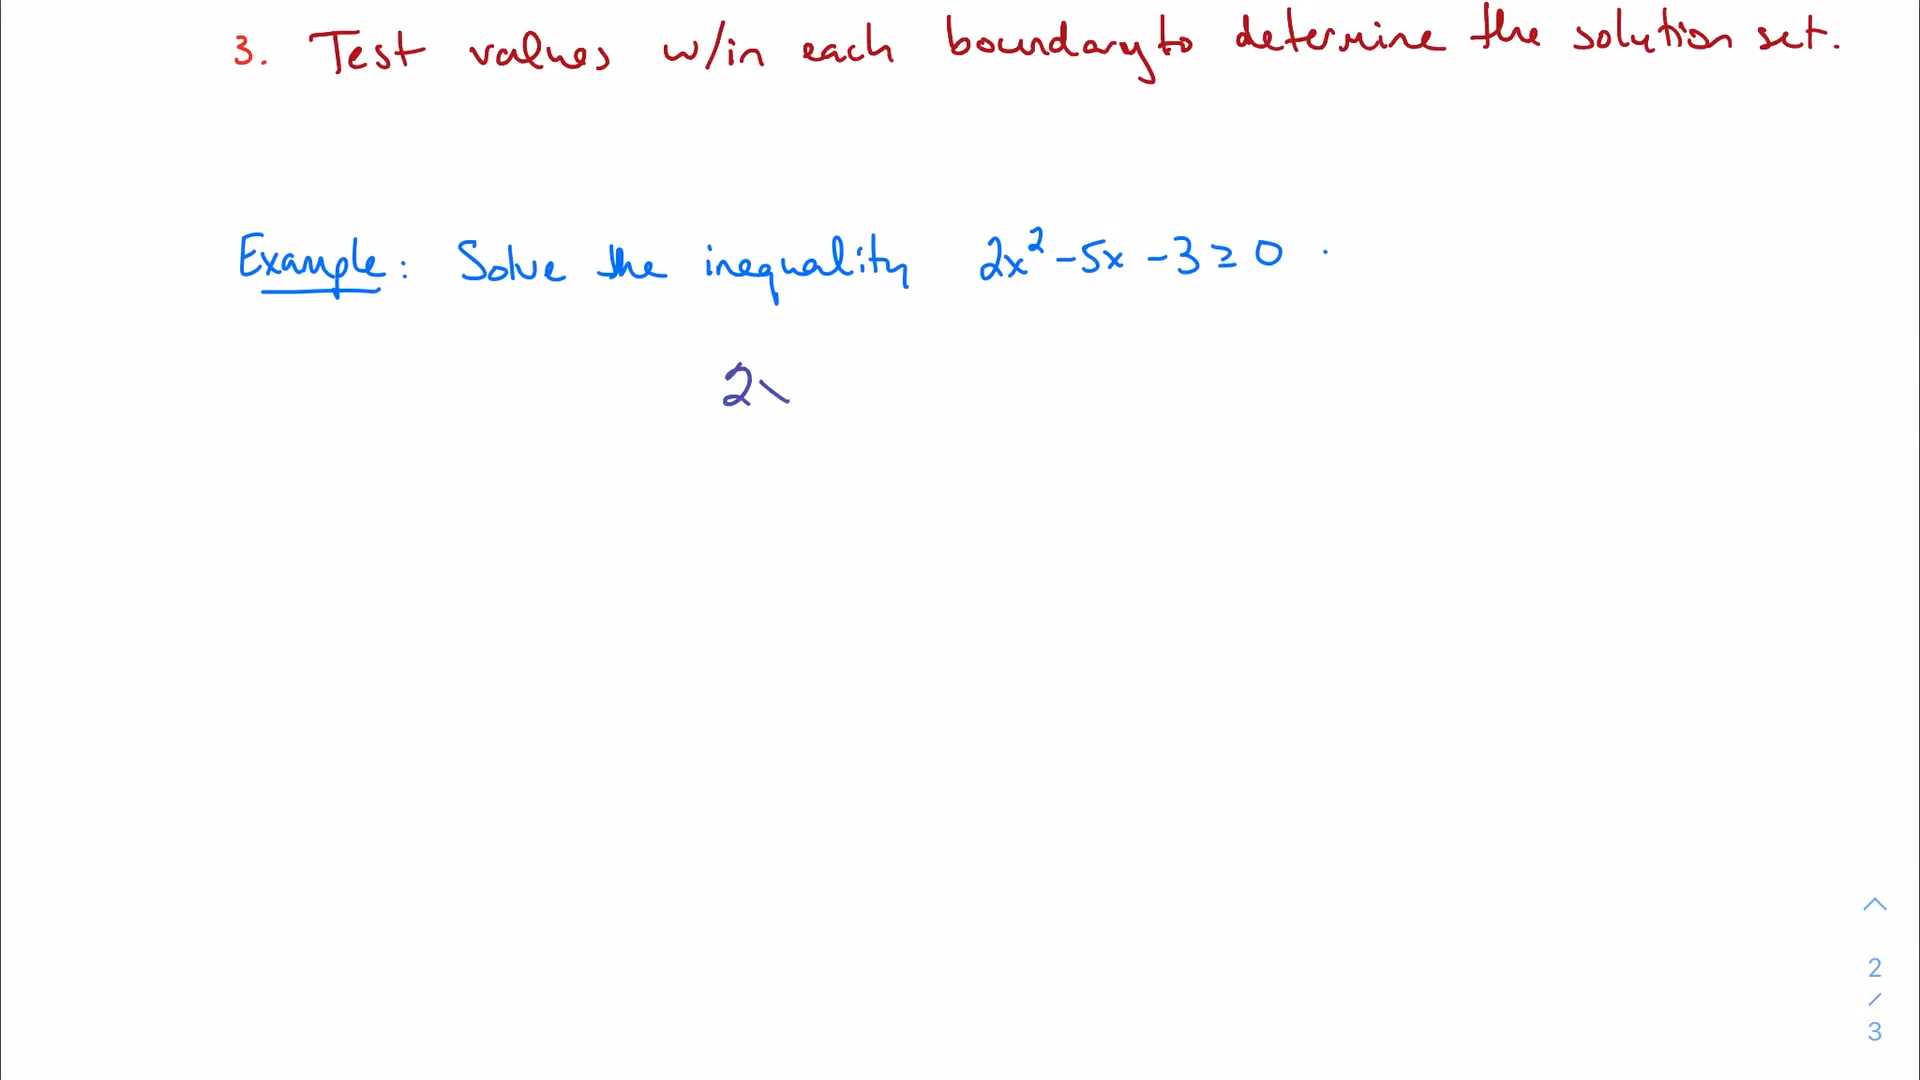 3. Test values w/in each boundary to determine the solution set.
Example: Solve the inequality 2x² - 5x - 3 ≥ 0.
2
2
/
3